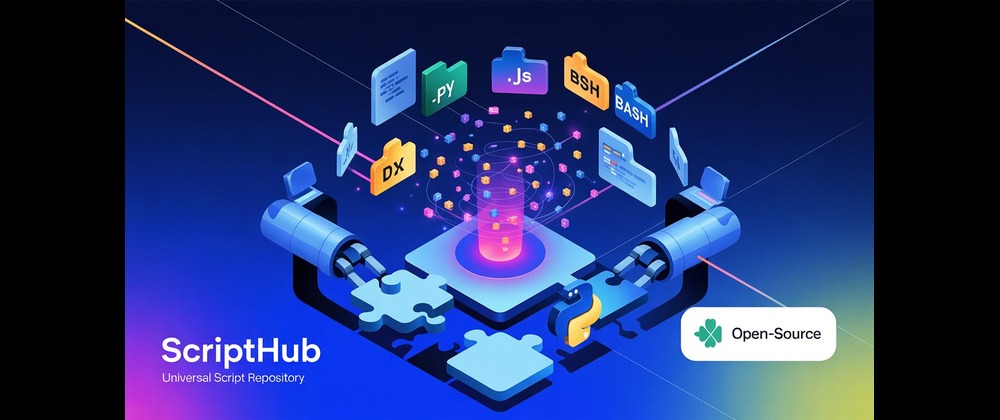 .Js
BSH
-PY
BASH
DX
ScriptHub
Universal Script Repository
Open-Source